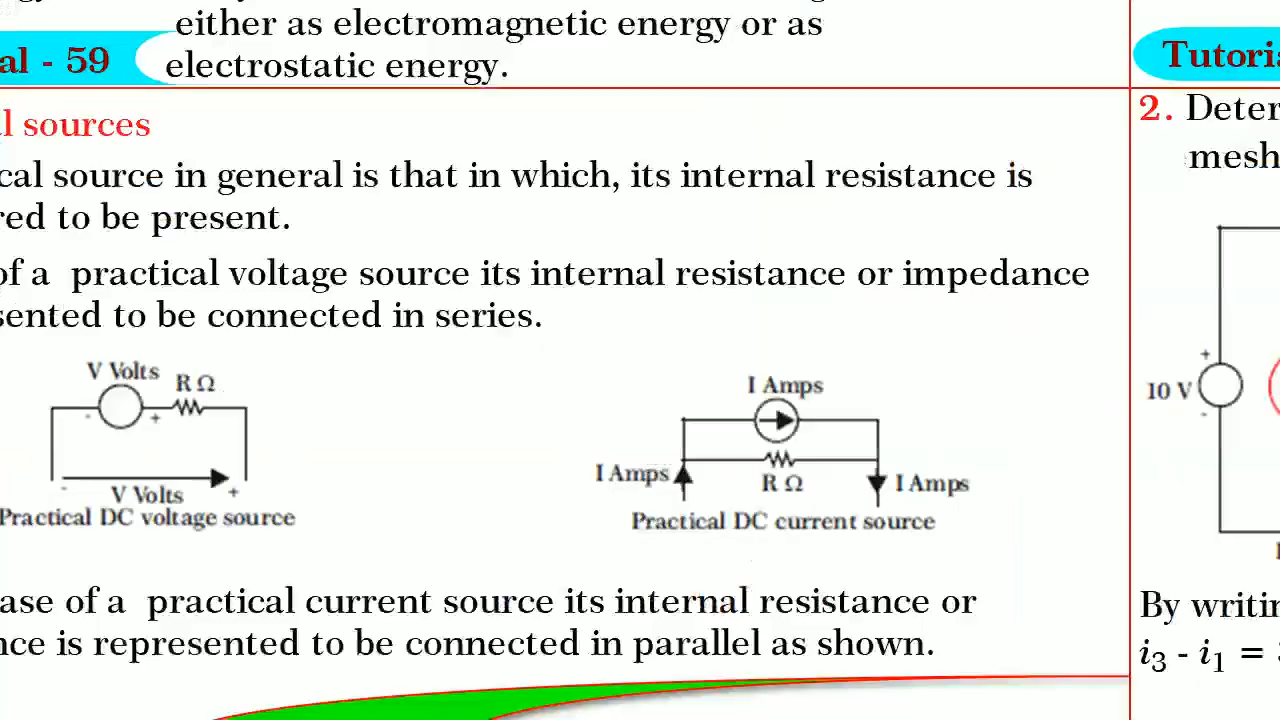 either as electromagnetic energy or as
al - 59
electrostatic energy.
l sources
cal source in general is that in which, its internal resistance is
red to be present.
of a practical voltage source its internal resistance or impedance
sented to be connected in series.
V Volts
R Ω
- +
- +
V Volts
Practical DC voltage source
I Amps
I Amps
R Ω
I Amps
Practical DC current source
ase of a practical current source its internal resistance or
nce is represented to be connected in parallel as shown.
Tutoria
2. Deter
mesh
+
10 V
-
By writin
i3 - i1 =